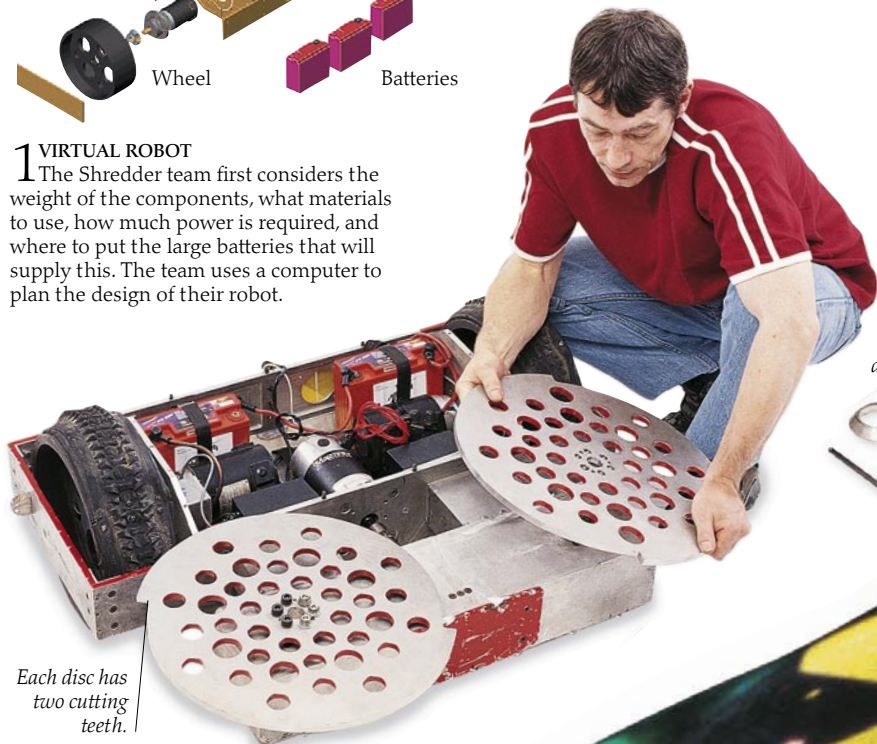 Wheel
Batteries
1 VIRTUAL ROBOT
The Shredder team first considers the
weight of the components, what materials
to use, how much power is required, and
where to put the large batteries that will
supply this. The team uses a computer to
plan the design of their robot.
Each disc has
two cutting
teeth.